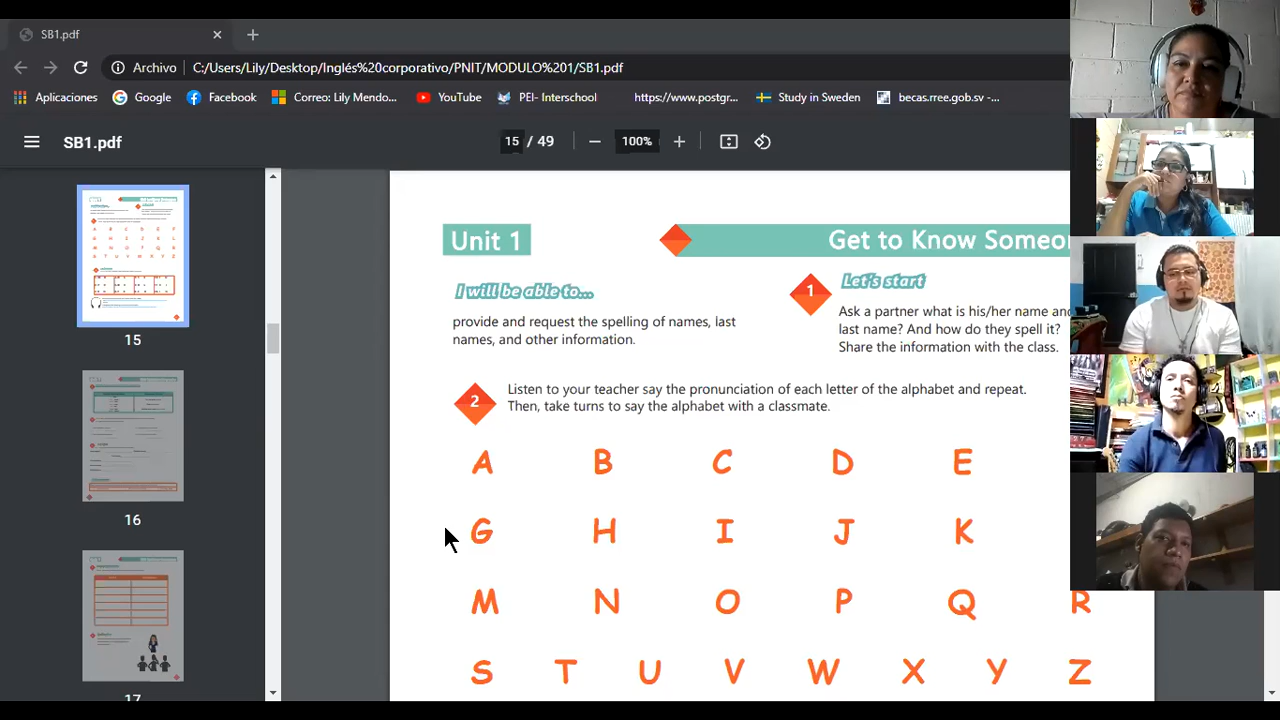 SB1.pdf
Archivo C:/Users/Lily/Desktop/Inglés%20corporativo/PNIT/MODULO%201/SB1.pdf
Aplicaciones Google Facebook Correo: Lily Mendo... YouTube PEI- Interschool https://www.postgr... Study in Sweden becas.rree.gob.sv -...
SB1.pdf 15 / 49 100%
15
16
17
Unit 1 Get to Know Someo
I will be able to...
provide and request the spelling of names, last
names, and other information.
1 Let's start
Ask a partner what is his/her name and
last name? And how do they spell it?
Share the information with the class.
2 Listen to your teacher say the pronunciation of each letter of the alphabet and repeat.
Then, take turns to say the alphabet with a classmate.
A B C D E
G H I J K
M N O P Q R
S T U V W X Y Z